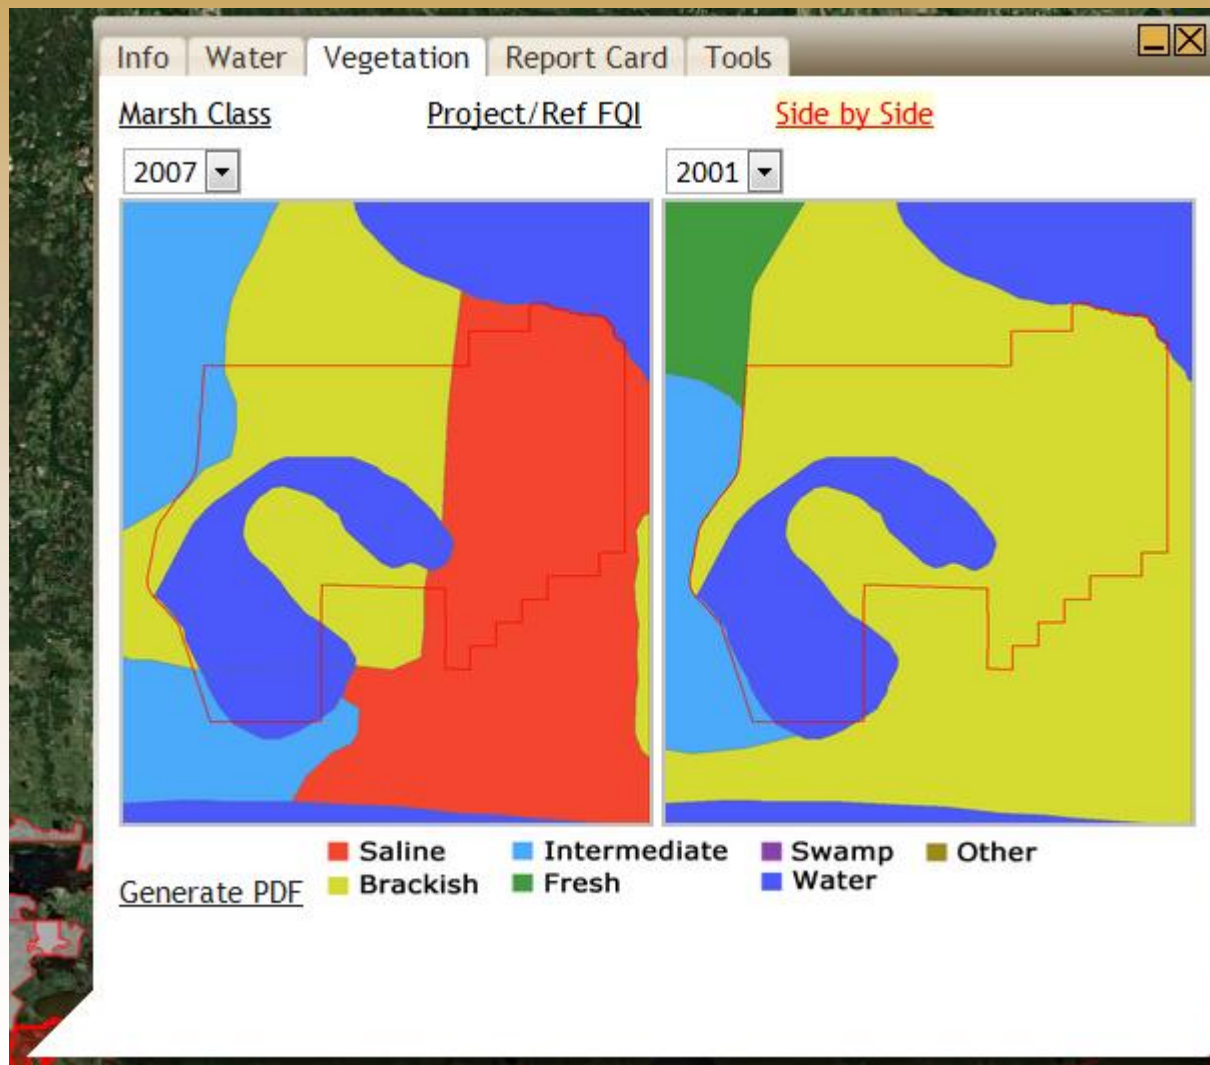 Info Water Vegetation Report Card Tools
Marsh Class Project/Ref FQI Side by Side
2007 2001
Saline Intermediate Swamp Other
Brackish Fresh Water
Generate PDF